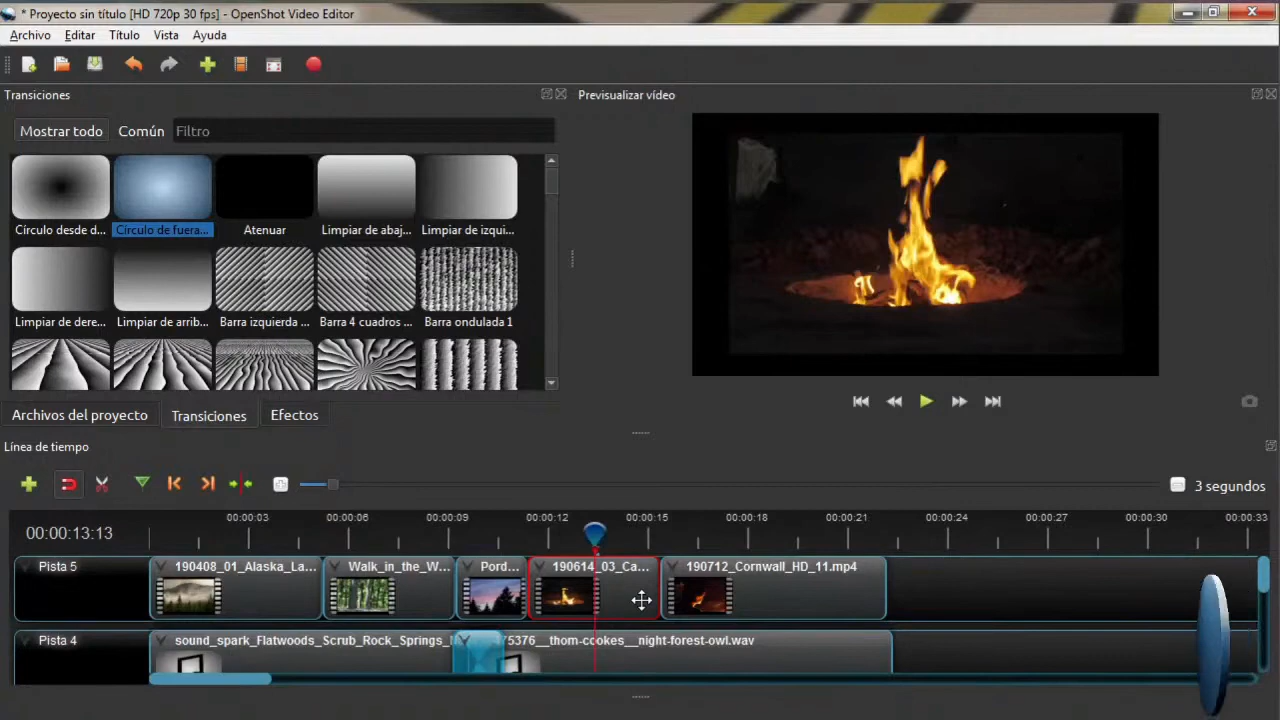 * Proyecto sin título [HD 720p 30 fps] - OpenShot Video Editor
Archivo Editar Título Vista Ayuda
Transiciones
Previsualizar vídeo
Mostrar todo Común Filtro
Círculo desde d... Círculo de fuera... Atenuar Limpiar de abaj... Limpiar de izqui...
Limpiar de dere... Limpiar de arrib... Barra izquierda ... Barra 4 cuadros ... Barra ondulada 1
Archivos del proyecto Transiciones Efectos
Línea de tiempo
3 segundos
00:00:13:13
00:00:03 00:00:06 00:00:09 00:00:12 00:00:15 00:00:18 00:00:21 00:00:24 00:00:27 00:00:30 00:00:33
Pista 5 190408_01_Alaska_La... Walk_in_the_W... Pord... 190614_03_Ca... 190712_Cornwall_HD_11.mp4
Pista 4 sound_spark_Flatwoods_Scrub_Rock_Springs_ 75376__thom-cookes__night-forest-owl.wav